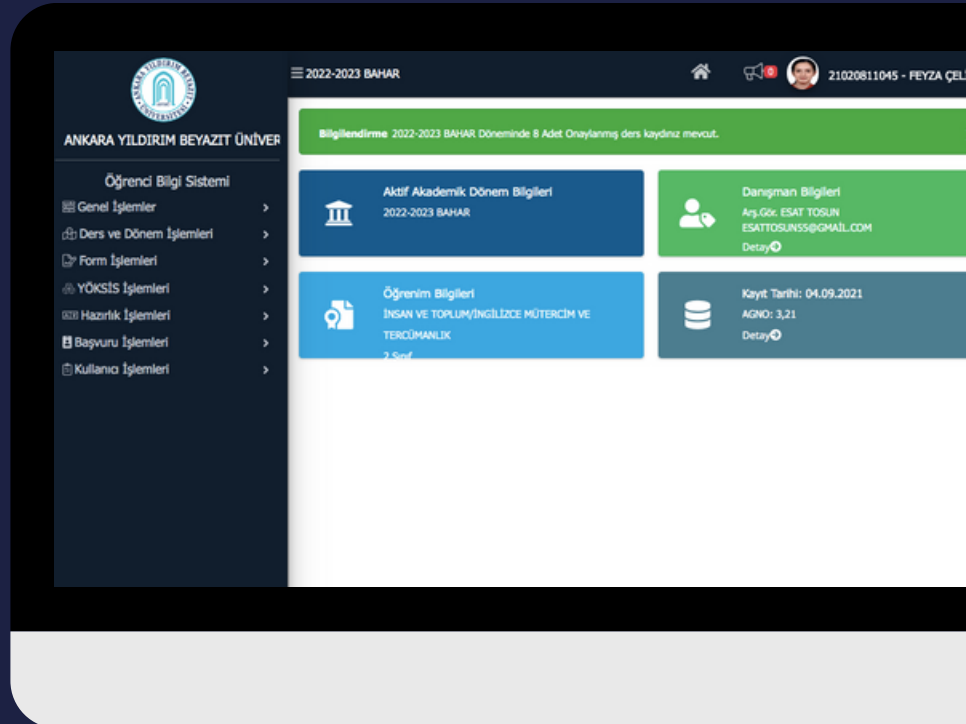 ANKARA YILDIRIM BEYAZIT ÜNİVER
Öğrenci Bilgi Sistemi
Genel İşlemler
Ders ve Dönem İşlemleri
Form İşlemleri
YÖKSİS İşlemleri
Hazırlık İşlemleri
Başvuru İşlemleri
Kullanıcı İşlemleri
2022-2023 BAHAR
0
21020811045 - FEYZA ÇEL
Bilgilendirme 2022-2023 BAHAR Döneminde 8 Adet Onaylanmış ders kaydınız mevcut.
Aktif Akademik Dönem Bilgileri
2022-2023 BAHAR
Danışman Bilgileri
Arş.Gör. ESAT TOSUN
ESATTOSUN55@GMAİL.COM
Detay
Öğrenim Bilgileri
İNSAN VE TOPLUM/İNGİLİZCE MÜTERCİM VE
TERCÜMANLIK
2 Sınıf
Kayıt Tarihi: 04.09.2021
AGNO: 3,21
Detay